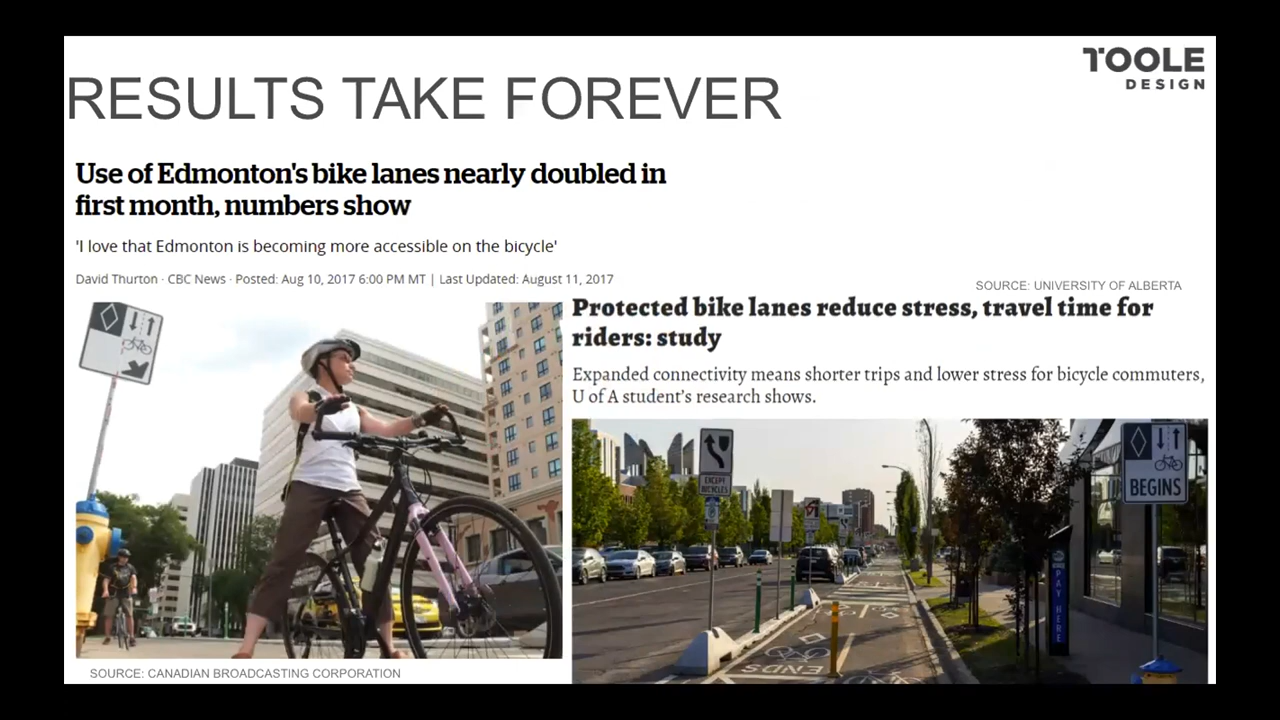 TOOLE
DESIGN
RESULTS TAKE FOREVER
Use of Edmonton's bike lanes nearly doubled in
first month, numbers show
'I love that Edmonton is becoming more accessible on the bicycle'
David Thurton · CBC News · Posted: Aug 10, 2017 6:00 PM MT | Last Updated: August 11, 2017
SOURCE: UNIVERSITY OF ALBERTA
Protected bike lanes reduce stress, travel time for
riders: study
Expanded connectivity means shorter trips and lower stress for bicycle commuters,
U of A student’s research shows.
EXCEPT
BICYCLES
BEGINS
PAY HERE
ENDS
SOURCE: CANADIAN BROADCASTING CORPORATION